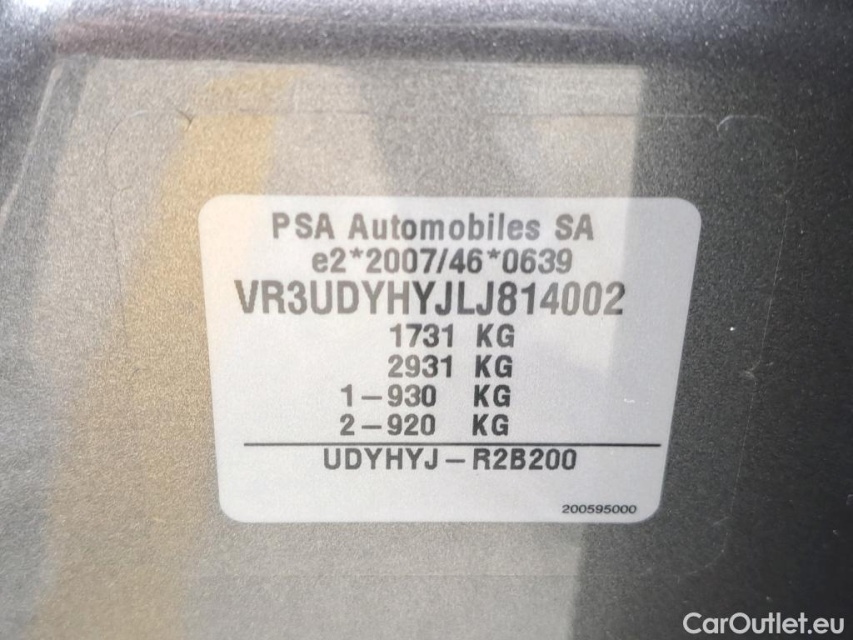 PSA Automobiles SA
e2*2007/46*0639
VR3UDYHYJLJ814002
1731 KG
2931 KG
1-930 KG
2-920 KG
UDYHYJ-R2B200
200595000
CarOutlet.eu